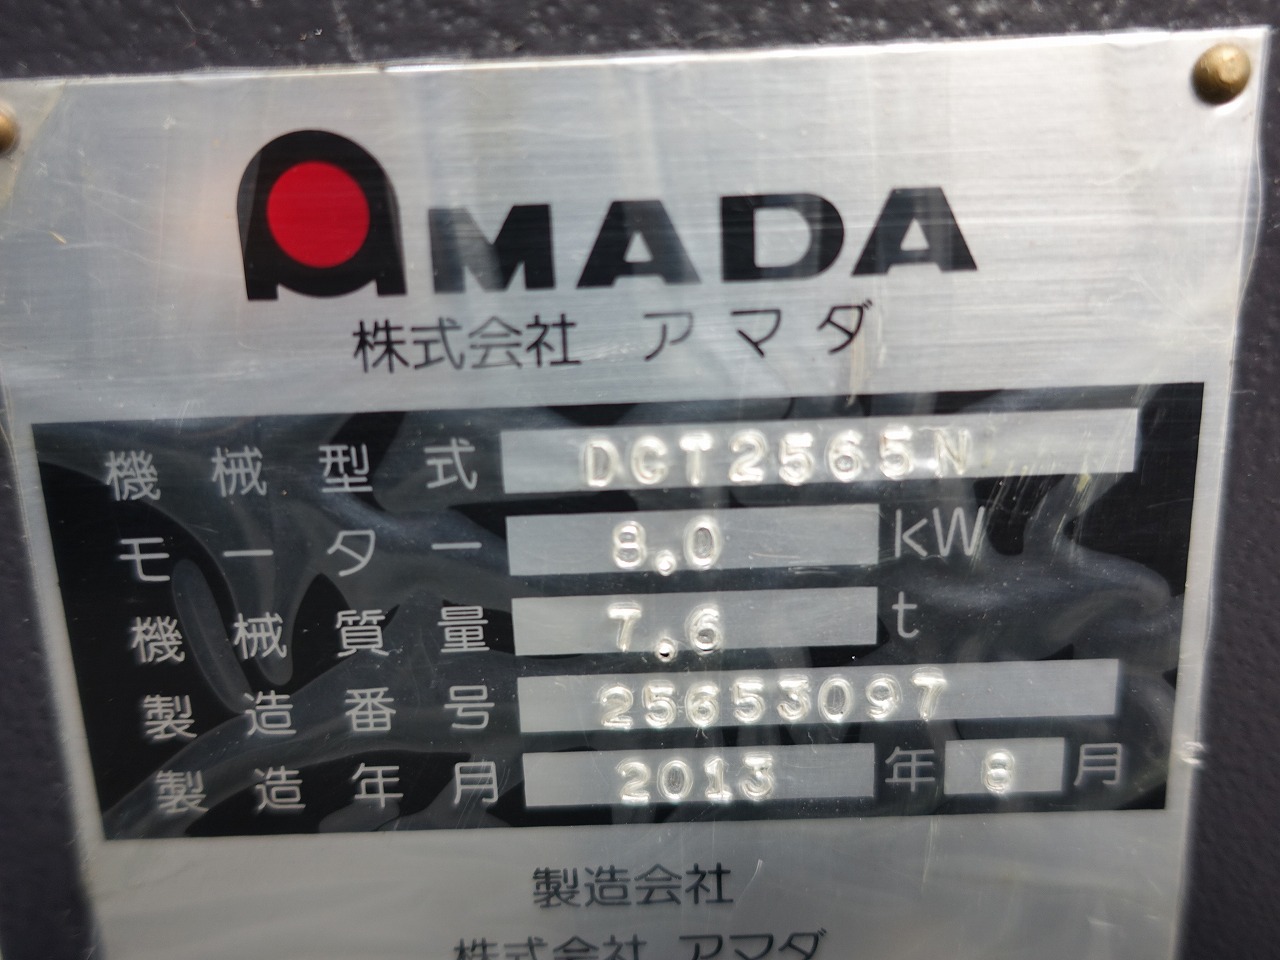 AMADA
株式会社 アマダ
機械型式 DGT2565N
モーター 8.0 kW
機械質量 7.6 t
製造番号 25653097
製造年月 2013 年 8 月
製造会社
株式会社 アマダ